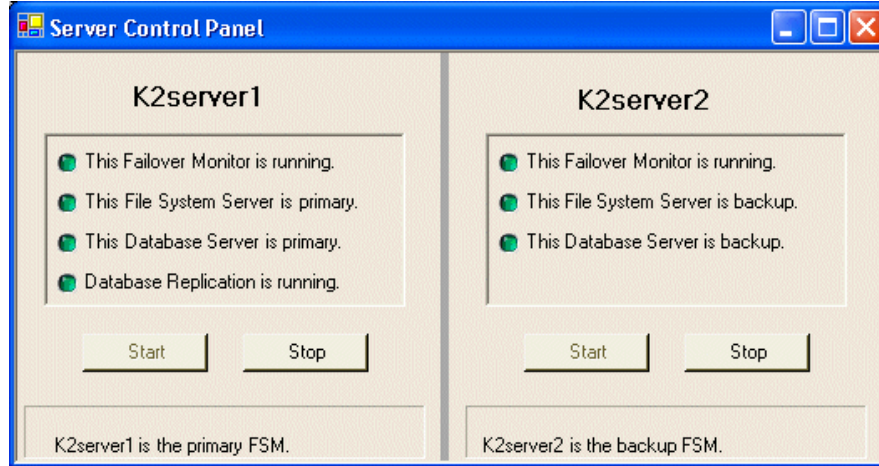 Server Control Panel
K2server1
This Failover Monitor is running.
This File System Server is primary.
This Database Server is primary.
Database Replication is running.
Start
Stop
K2server1 is the primary FSM.
K2server2
This Failover Monitor is running.
This File System Server is backup.
This Database Server is backup.
Start
Stop
K2server2 is the backup FSM.